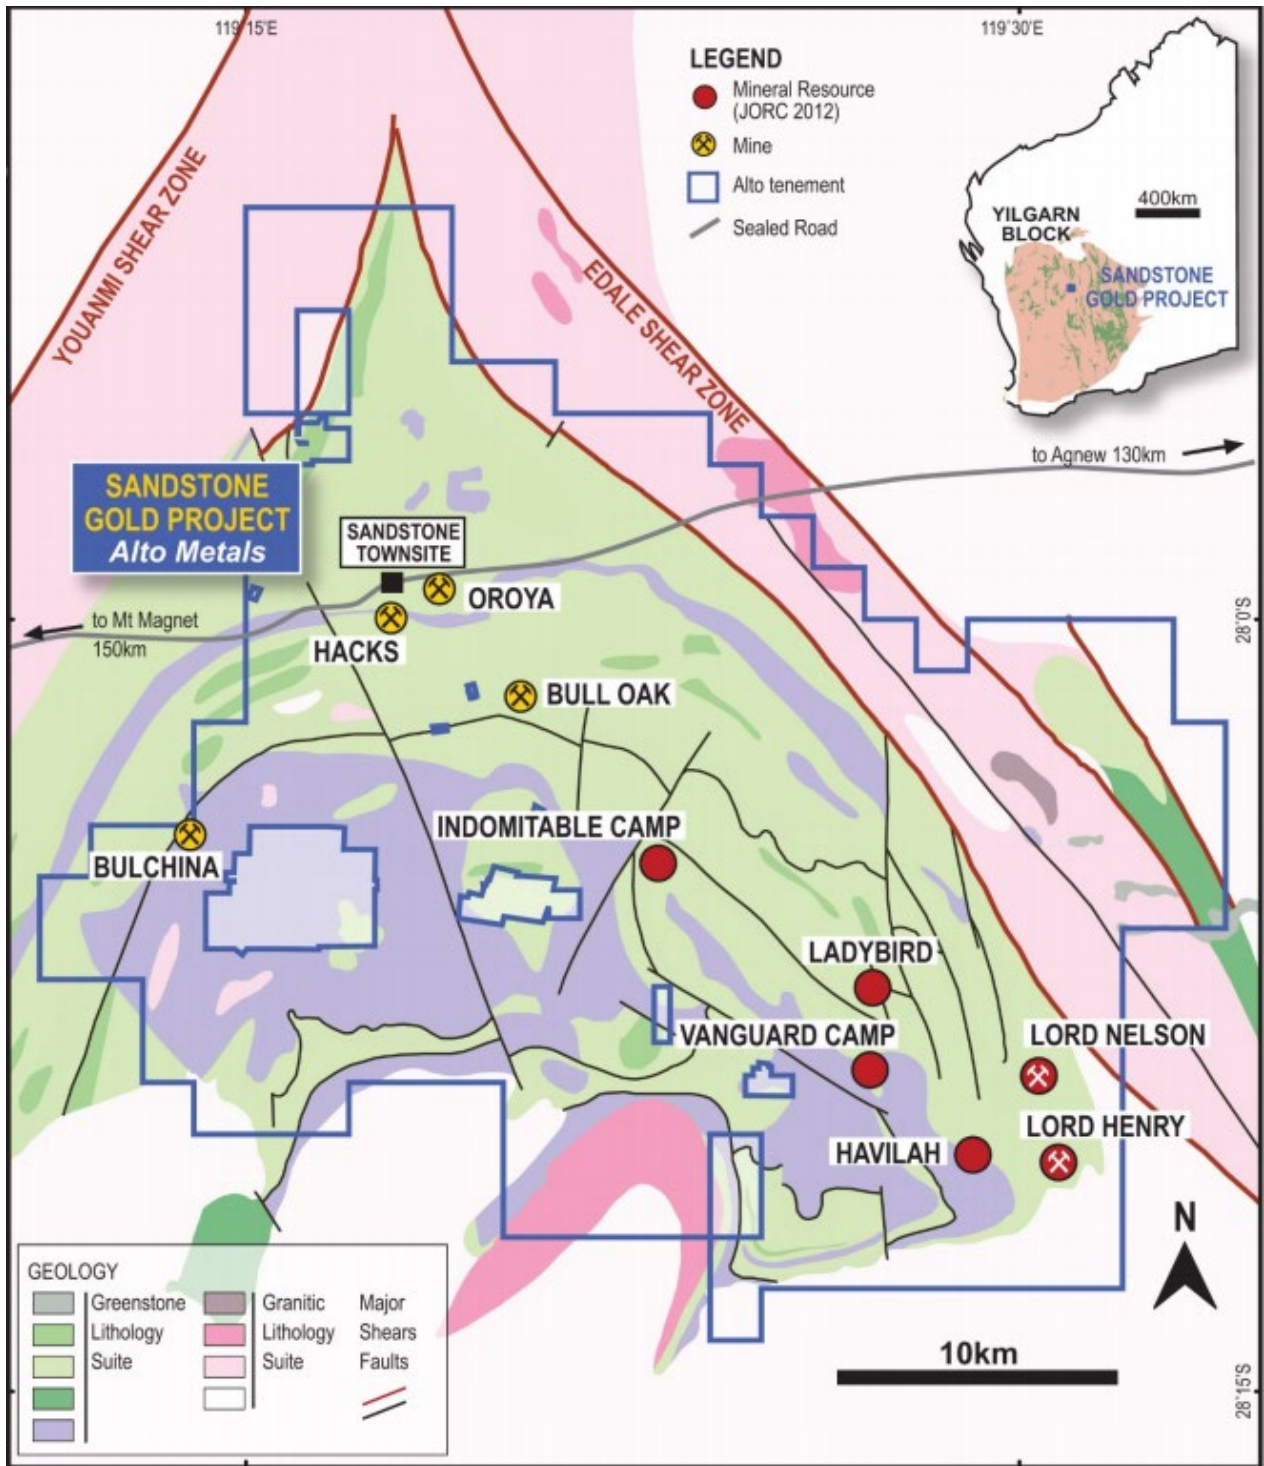 119°15'E
119°30'E
LEGEND
Mineral Resource
(JORC 2012)
Mine
Alto tenement
Sealed Road
400km
YILGARN
BLOCK
SANDSTONE
GOLD PROJECT
YOUANMI SHEAR ZONE
EDALE SHEAR ZONE
to Agnew 130km
SANDSTONE
GOLD PROJECT
Alto Metals
SANDSTONE
TOWNSITE
OROYA
to Mt Magnet
150km
HACKS
28°0'S
BULL OAK
INDOMITABLE CAMP
BULCHINA
LADYBIRD
VANGUARD CAMP
LORD NELSON
LORD HENRY
HAVILAH
N
GEOLOGY
Greenstone
Lithology
Suite
Granitic
Lithology
Suite
Major
Shears
Faults
10km
28°15'S